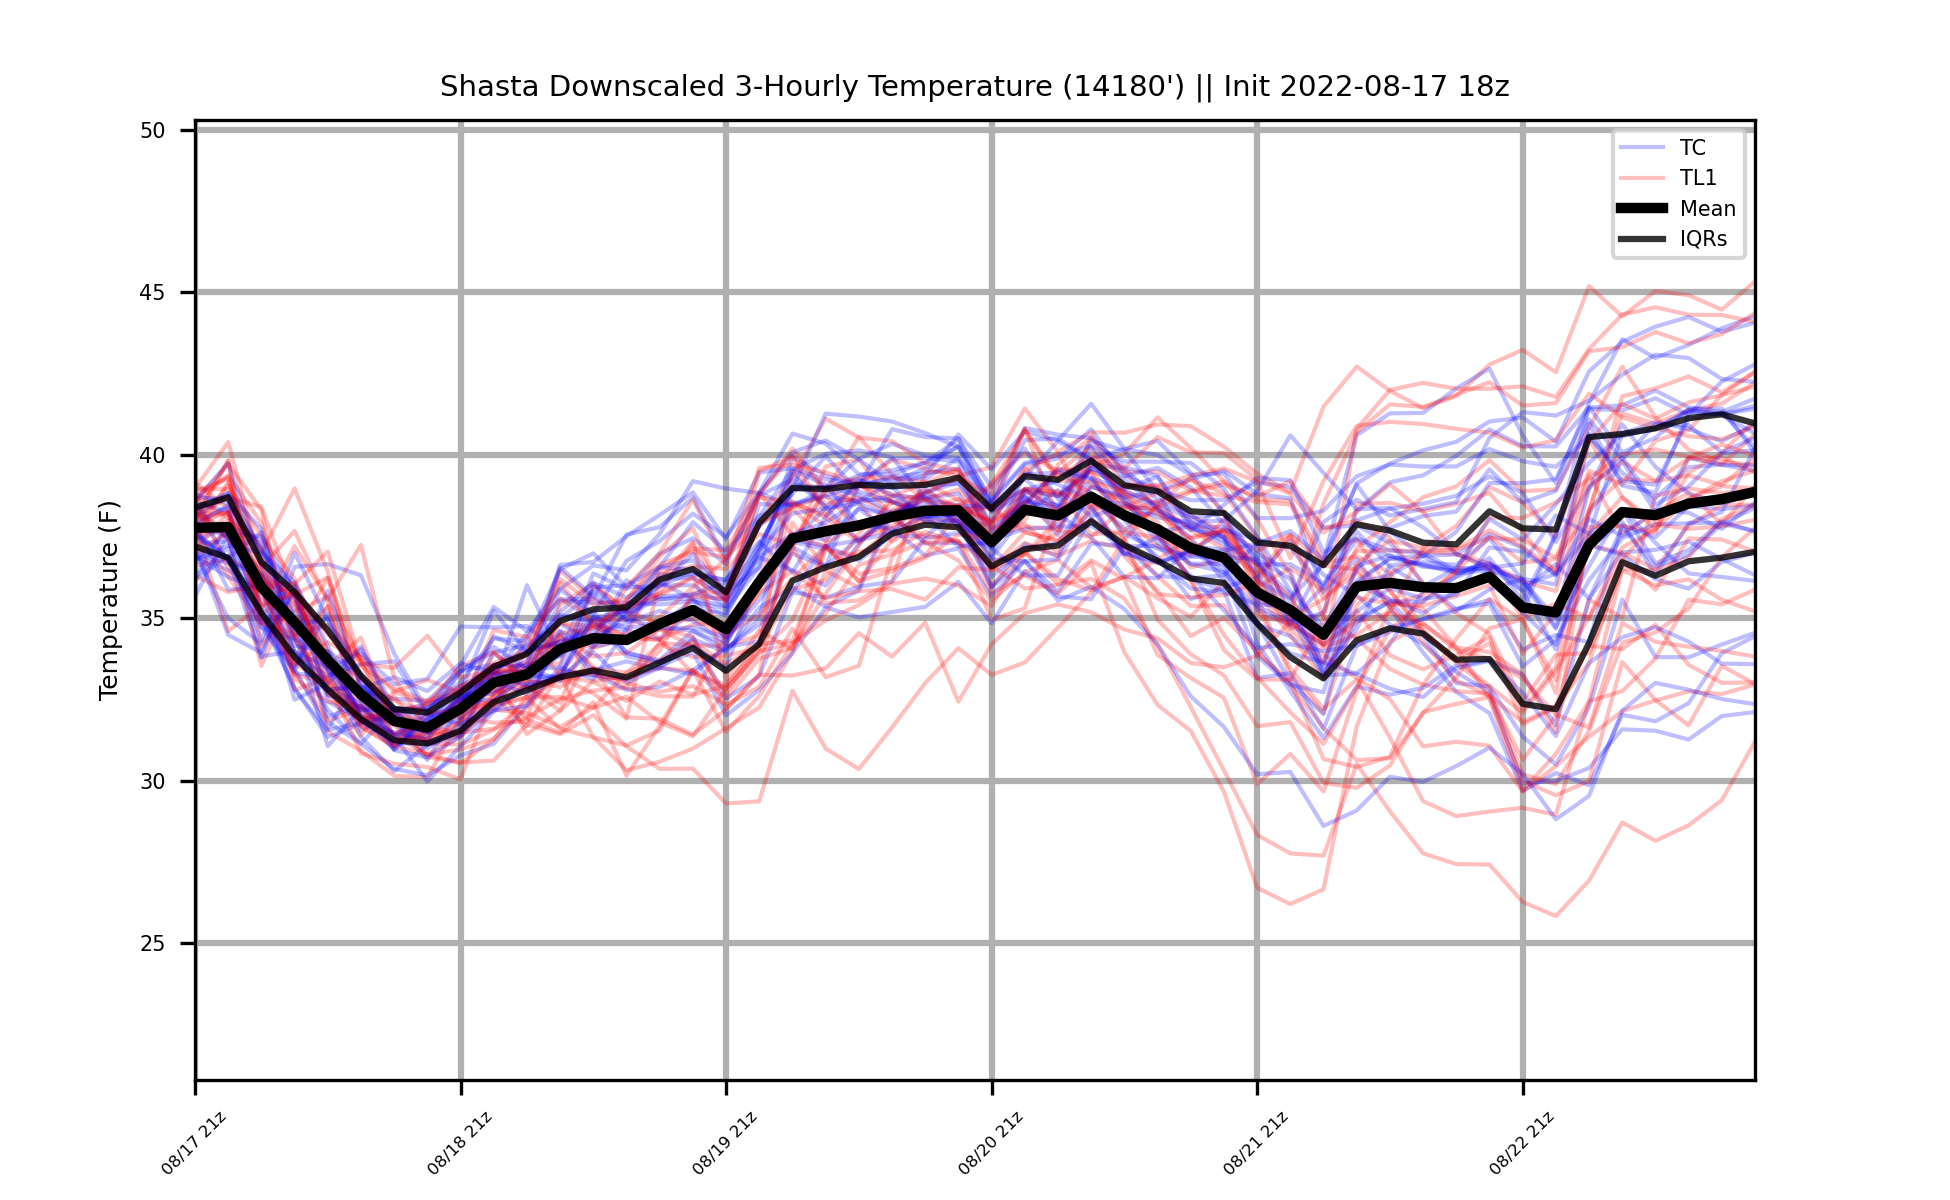 Shasta Downscaled 3-Hourly Temperature (14180') || Init 2022-08-17 18z
TC
TL1
Mean
IQRs
Temperature (F)
50
45
40
35
30
25
08/17 21z
08/18 21z
08/19 21z
08/20 21z
08/21 21z
08/22 21z